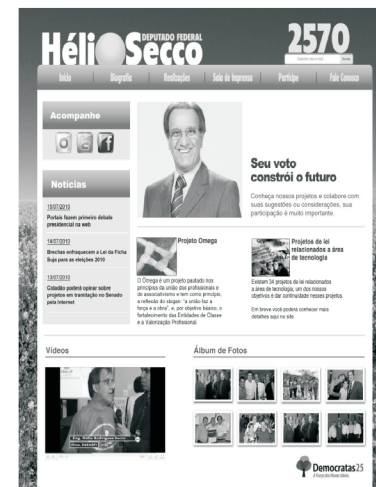 DEPUTADO FEDERAL
Hélio Secco
2570
Início
Biografia
Realizações
Sala de Imprensa
Participe
Fale Conosco
Acompanhe
Notícias
15/07/2010
Portais fazem primeiro debate
presidencial na web
14/07/2010
Brechas enfraquecem a Lei da Ficha
Suja para as eleições 2010
13/07/2010
Cidadão poderá opinar sobre
projetos em tramitação no Senado
pela Internet
Seu voto
constrói o futuro
Conheça nossos projetos e colabore com
suas sugestões ou considerações, sua
participação é muito importante.
Projeto Omega
O Ômega é um projeto pautado nos
princípios da união das profissionais e
do associativismo e tem como princípio,
a reflexão do slogan: "a união faz a
força e a obra", e, por objetivo básico, o
fortalecimento das Entidades de Classe
e a Valorização Profissional.
Projetos de lei
relacionados a área
de tecnologia
Existem 34 projetos de lei relacionados
a área de tecnologia, um dos nossos
objetivos é dar continuidade nesses projetos.
Em breve você poderá conhecer mais
detalhes aqui no site.
Vídeos
Álbum de Fotos
Eng. Hélio Rodrigues Secco
Democratas25